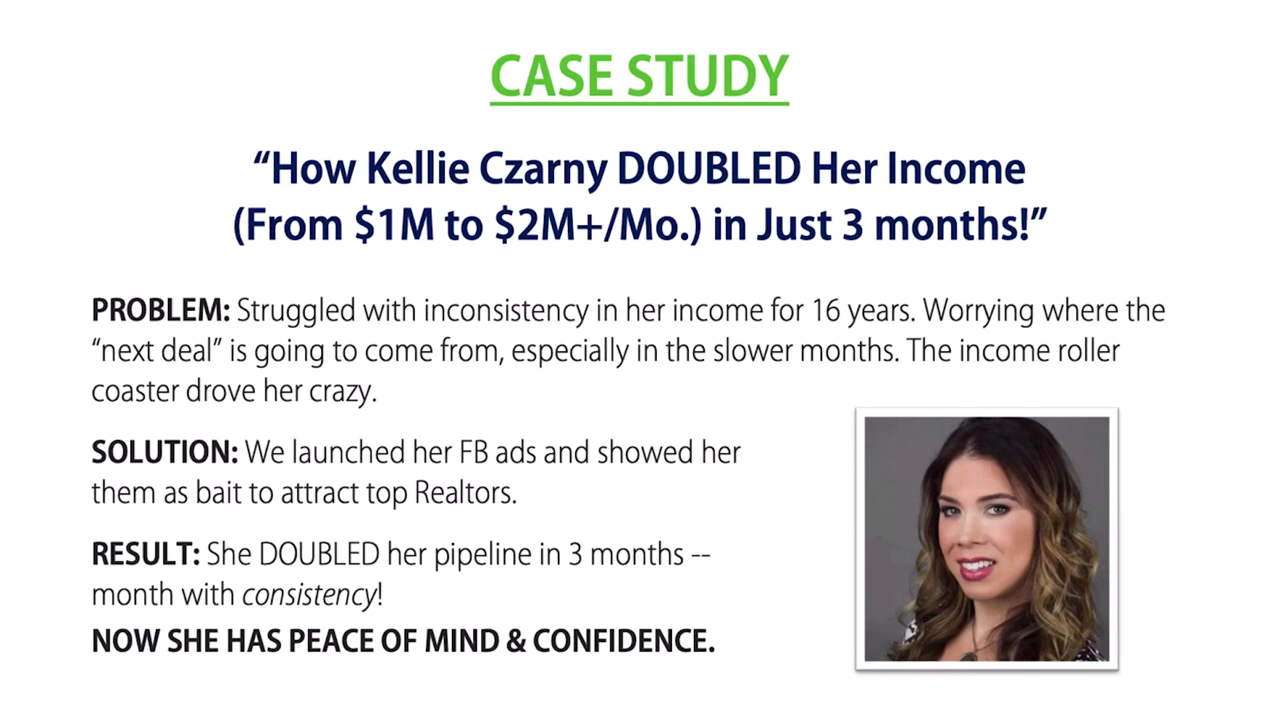 CASE STUDY
“How Kellie Czarny DOUBLED Her Income
(From $1M to $2M+/Mo.) in Just 3 months!”
PROBLEM: Struggled with inconsistency in her income for 16 years. Worrying where the
“next deal” is going to come from, especially in the slower months. The income roller
coaster drove her crazy.
SOLUTION: We launched her FB ads and showed her
them as bait to attract top Realtors.
RESULT: She DOUBLED her pipeline in 3 months --
month with consistency!
NOW SHE HAS PEACE OF MIND & CONFIDENCE.